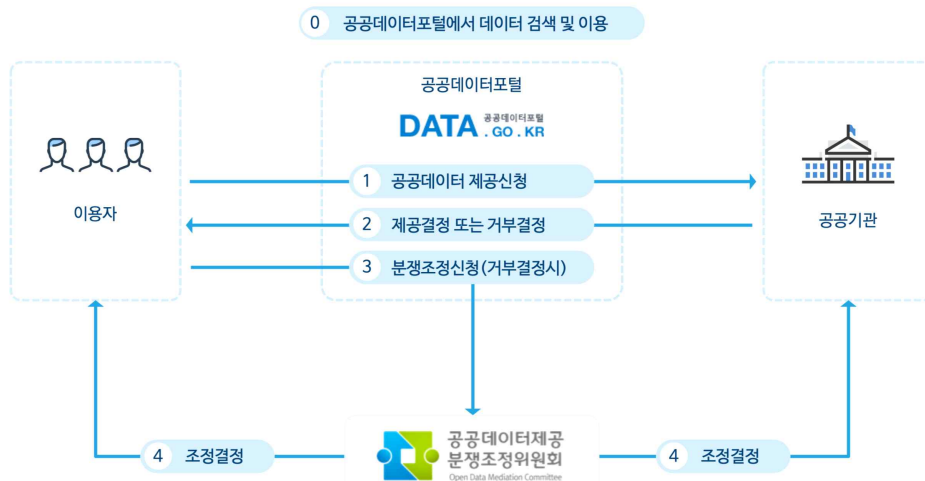 0 공공데이터포털에서 데이터 검색 및 이용
공공데이터포털
DATA 공공데이터포털
. GO . KR
이용자
공공기관
1 공공데이터 제공신청
2 제공결정 또는 거부결정
3 분쟁조정신청(거부결정시)
4 조정결정
공공데이터제공
분쟁조정위원회
Open Data Mediation Committee
4 조정결정